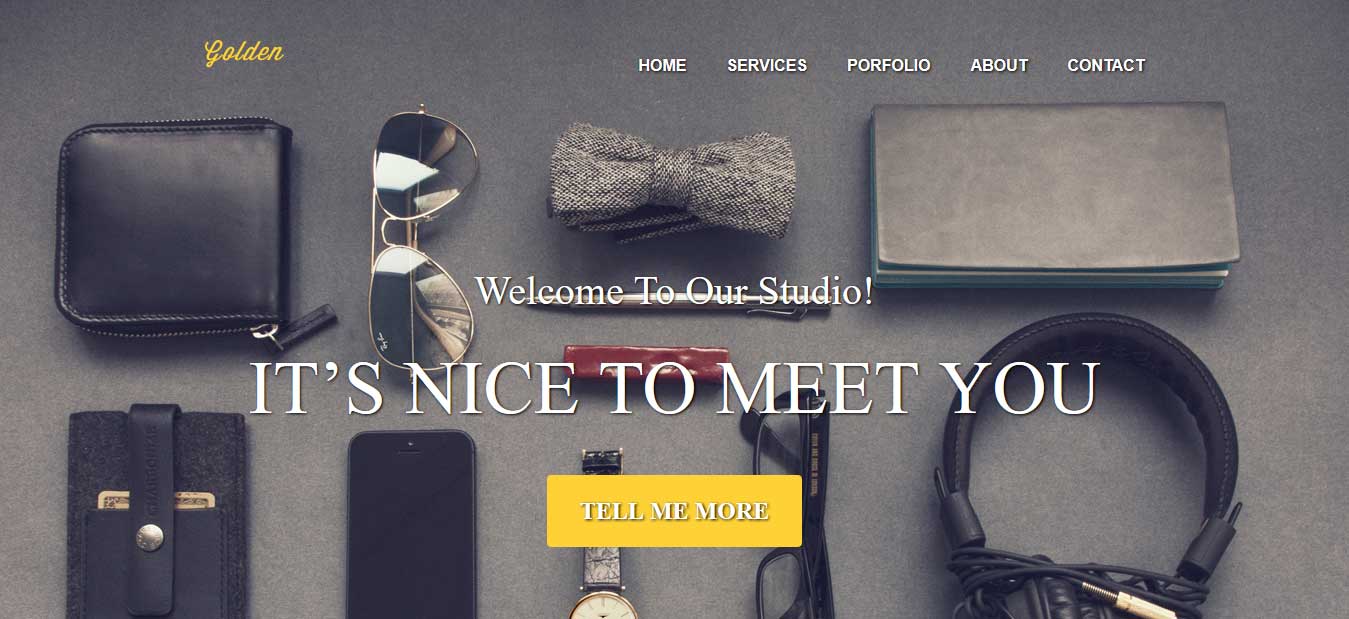 Golden
HOME SERVICES PORFOLIO ABOUT CONTACT
Welcome To Our Studio!
IT’S NICE TO MEET YOU
TELL ME MORE